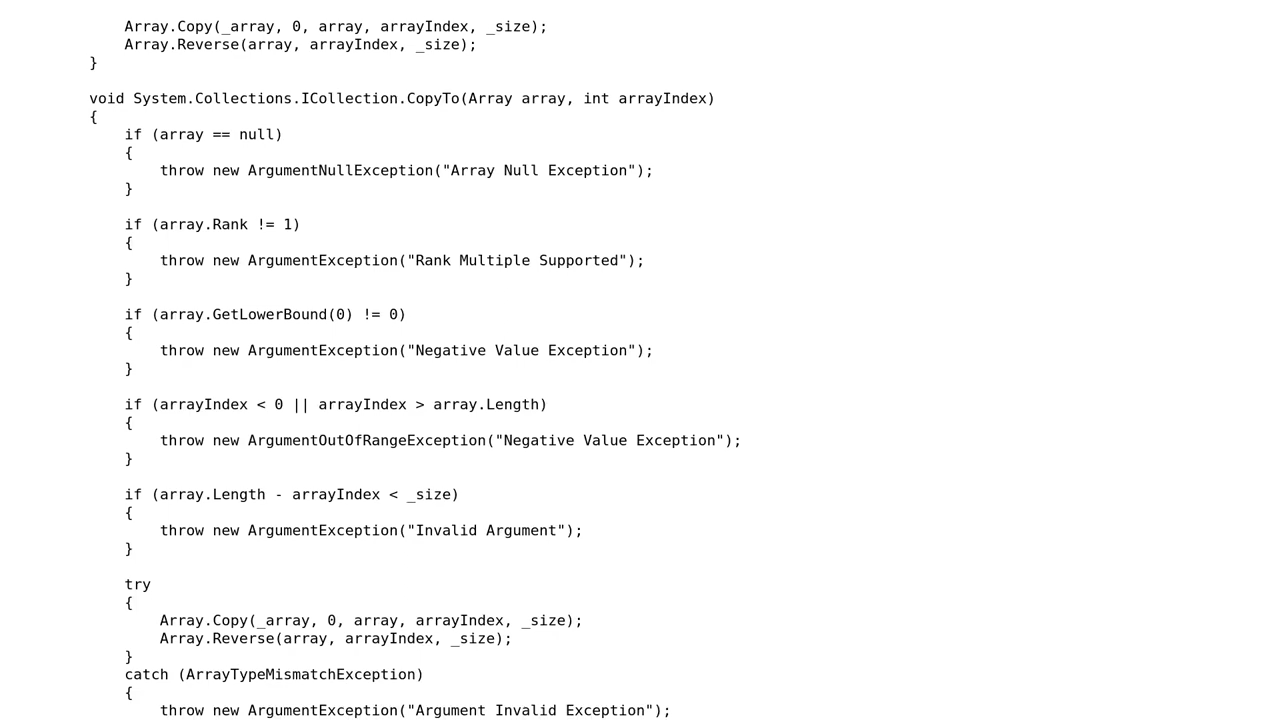 Array.Copy(_array, 0, array, arrayIndex, _size);
Array.Reverse(array, arrayIndex, _size);
}
void System.Collections.ICollection.CopyTo(Array array, int arrayIndex)
{
if (array == null)
{
throw new ArgumentNullException("Array Null Exception");
}
if (array.Rank != 1)
{
throw new ArgumentException("Rank Multiple Supported");
}
if (array.GetLowerBound(0) != 0)
{
throw new ArgumentException("Negative Value Exception");
}
if (arrayIndex < 0 || arrayIndex > array.Length)
{
throw new ArgumentOutOfRangeException("Negative Value Exception");
}
if (array.Length - arrayIndex < _size)
{
throw new ArgumentException("Invalid Argument");
}
try
{
Array.Copy(_array, 0, array, arrayIndex, _size);
Array.Reverse(array, arrayIndex, _size);
}
catch (ArrayTypeMismatchException)
{
throw new ArgumentException("Argument Invalid Exception");